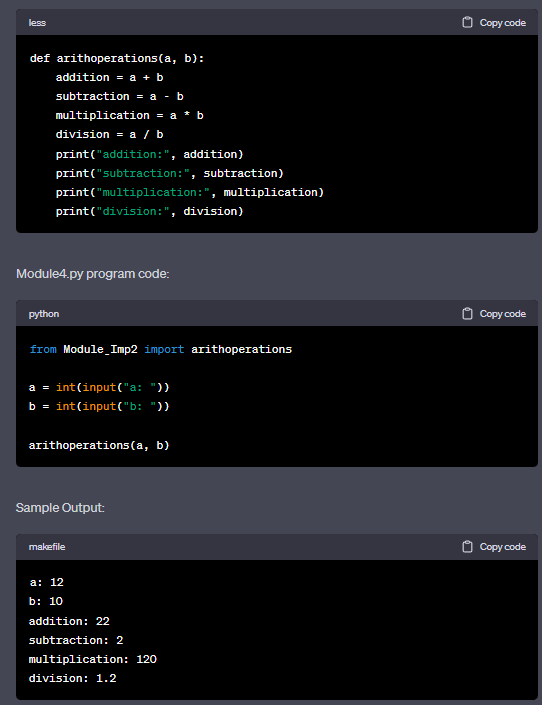 less Copy code
def arithoperations(a, b):
    addition = a + b
    subtraction = a - b
    multiplication = a * b
    division = a / b
    print("addition:", addition)
    print("subtraction:", subtraction)
    print("multiplication:", multiplication)
    print("division:", division)
Module4.py program code:
python Copy code
from Module_Imp2 import arithoperations
a = int(input("a: "))
b = int(input("b: "))
arithoperations(a, b)
Sample Output:
makefile Copy code
a: 12
b: 10
addition: 22
subtraction: 2
multiplication: 120
division: 1.2